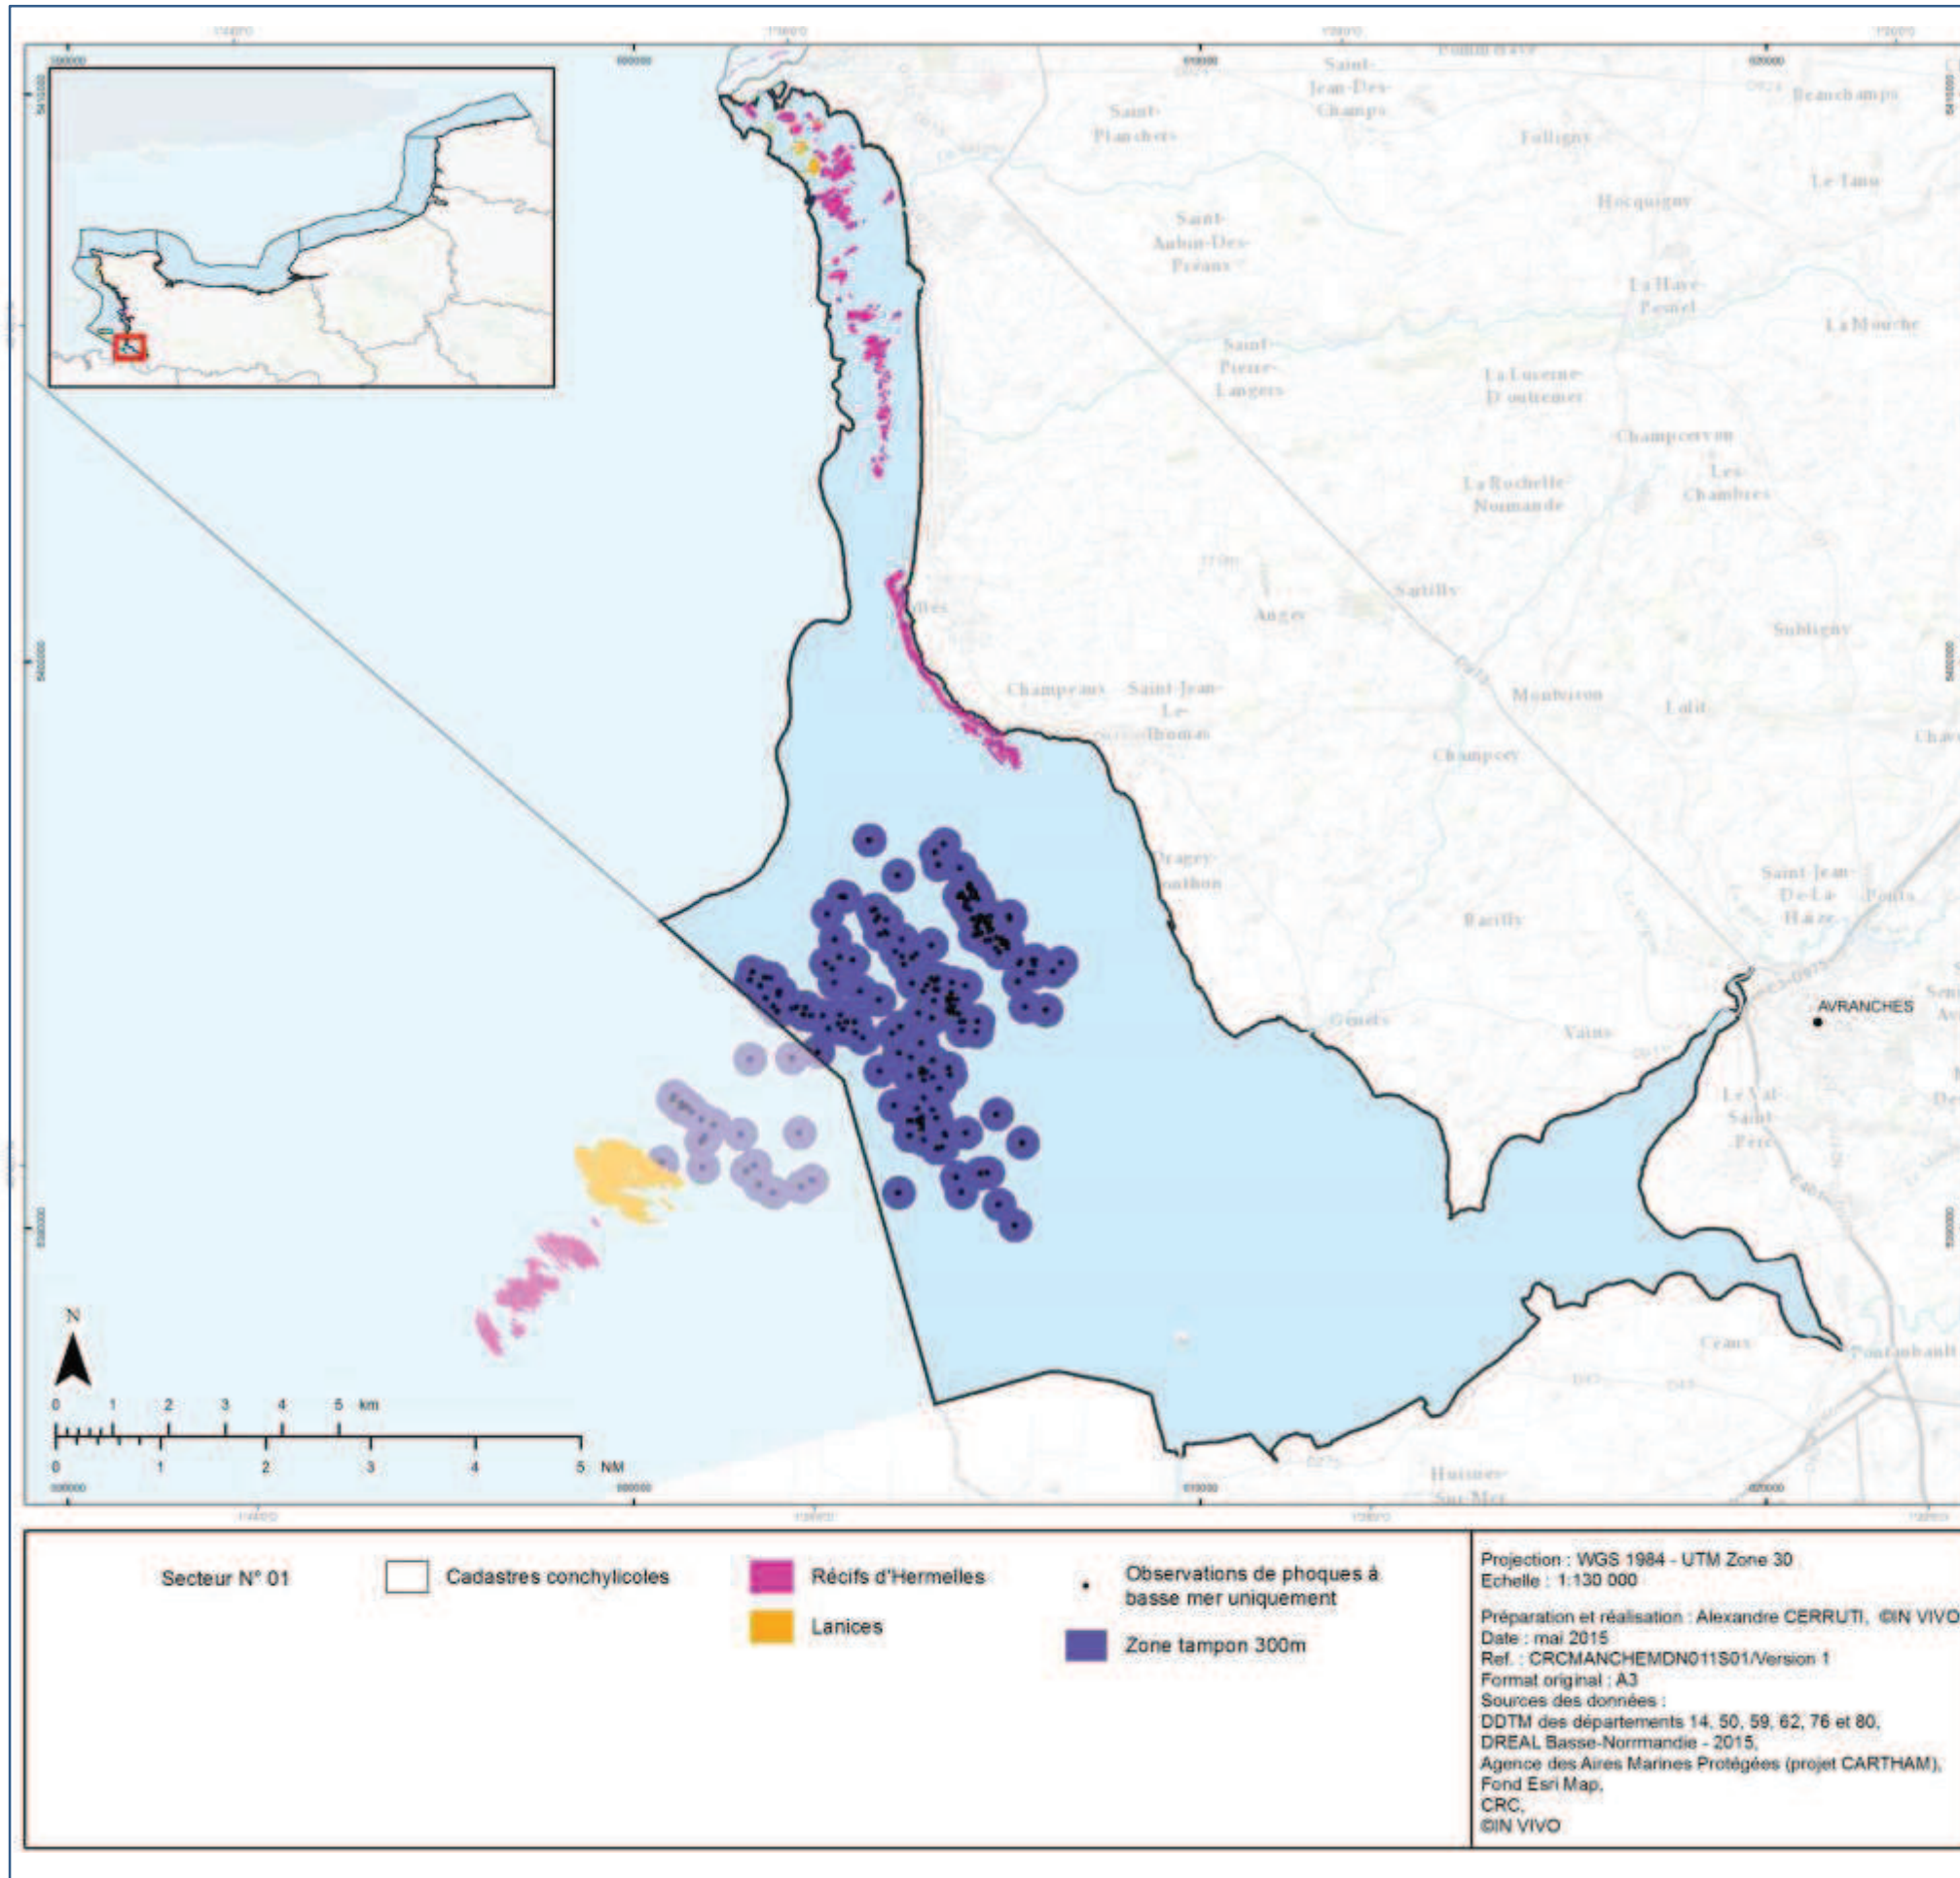 Saint-
Jean-Des-
Champs
Beauchamps
Saint-
Planchers
Folligny
Le Tanu
Hocquigny
Saint-
Aubin-Des-
Préaux
La Haye-
Pesnel
La Mouche
Saint-
Pierre-
Langers
La Lucerne-
D'outremer
Champcervon
Les
Chambres
La Rochelle-
Normande
Sartilly
Angey
Subligny
Champeaux
Saint-Jean-
Le-
Thomas
Montviron
Lolif
Champcey
Dragey-
Saint-Jean-
De-La-
Haize
Ponts
Bacilly
AVRANCHES
Genêts
Vains
Le Val-
Saint-
Père
Ceaux
Pontaubault
Huisnes-
Sur-Mer
N
0 1 2 3 4 5 km
0 1 2 3 4 5 NM
Secteur N° 01
Cadastres conchylicoles
Récifs d'Hermelles
Lanices
Observations de phoques à
basse mer uniquement
Zone tampon 300m
Projection : WGS 1984 - UTM Zone 30
Echelle : 1:130 000
Préparation et réalisation : Alexandre CERRUTI, ©IN VIVO
Date : mai 2015
Ref. : CRCMANCHEMDN011S01/Version 1
Format original : A3
Sources des données :
DDTM des départements 14, 50, 59, 62, 76 et 80,
DREAL Basse-Norrmandie - 2015,
Agence des Aires Marines Protégées (projet CARTHAM),
Fond Esri Map,
CRC,
©IN VIVO